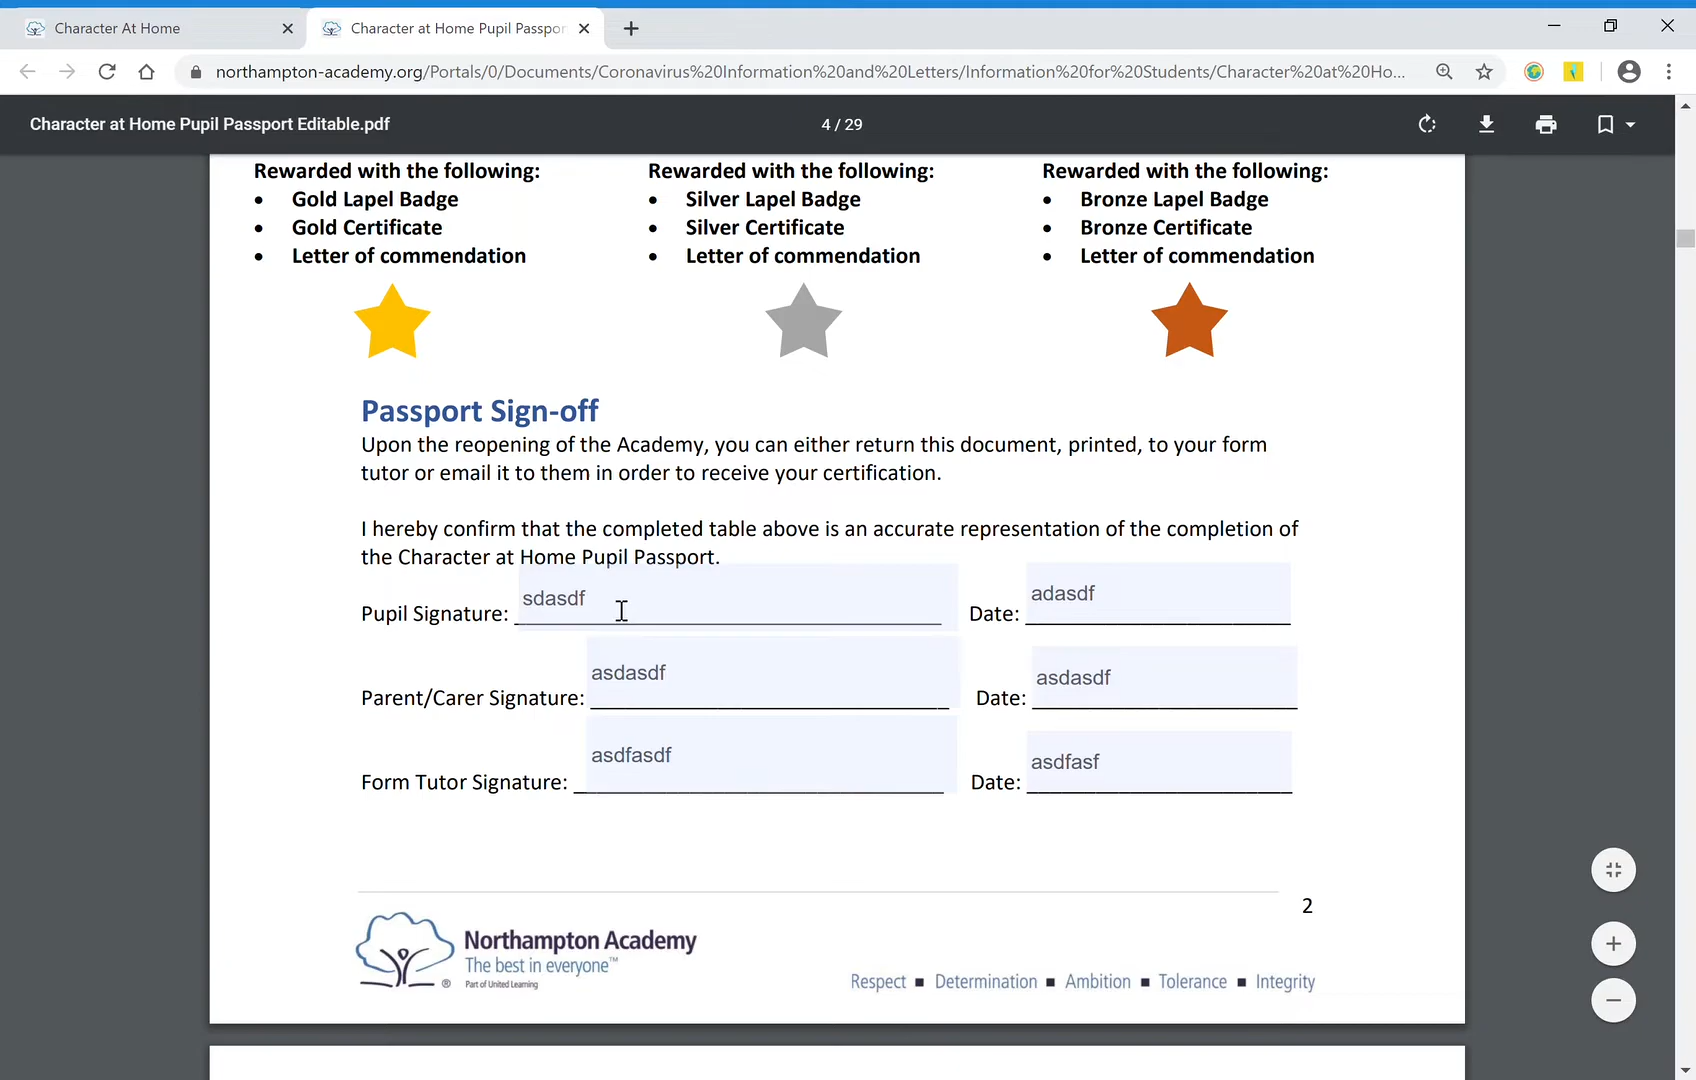 Character At Home
Character at Home Pupil Passpor
northampton-academy.org/Portals/0/Documents/Coronavirus%20Information%20and%20Letters/Information%20for%20Students/Character%20at%20Ho...
Character at Home Pupil Passport Editable.pdf
4 / 29
Rewarded with the following:
• Gold Lapel Badge
• Gold Certificate
• Letter of commendation
Rewarded with the following:
• Silver Lapel Badge
• Silver Certificate
• Letter of commendation
Rewarded with the following:
• Bronze Lapel Badge
• Bronze Certificate
• Letter of commendation
Passport Sign-off
Upon the reopening of the Academy, you can either return this document, printed, to your form
tutor or email it to them in order to receive your certification.
I hereby confirm that the completed table above is an accurate representation of the completion of
the Character at Home Pupil Passport.
Pupil Signature: sdasdf Date: adasdf
Parent/Carer Signature: asdasdf Date: asdasdf
Form Tutor Signature: asdfasdf Date: asdfasf
2
Northampton Academy
The best in everyone™
® Part of United Learning
Respect ■ Determination ■ Ambition ■ Tolerance ■ Integrity